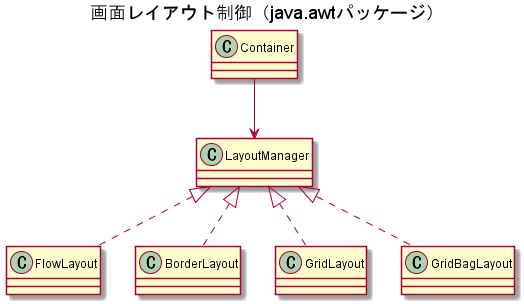 画面レイアウト制御（java.awtパッケージ）
C Container
C LayoutManager
C FlowLayout
C BorderLayout
C GridLayout
C GridBagLayout